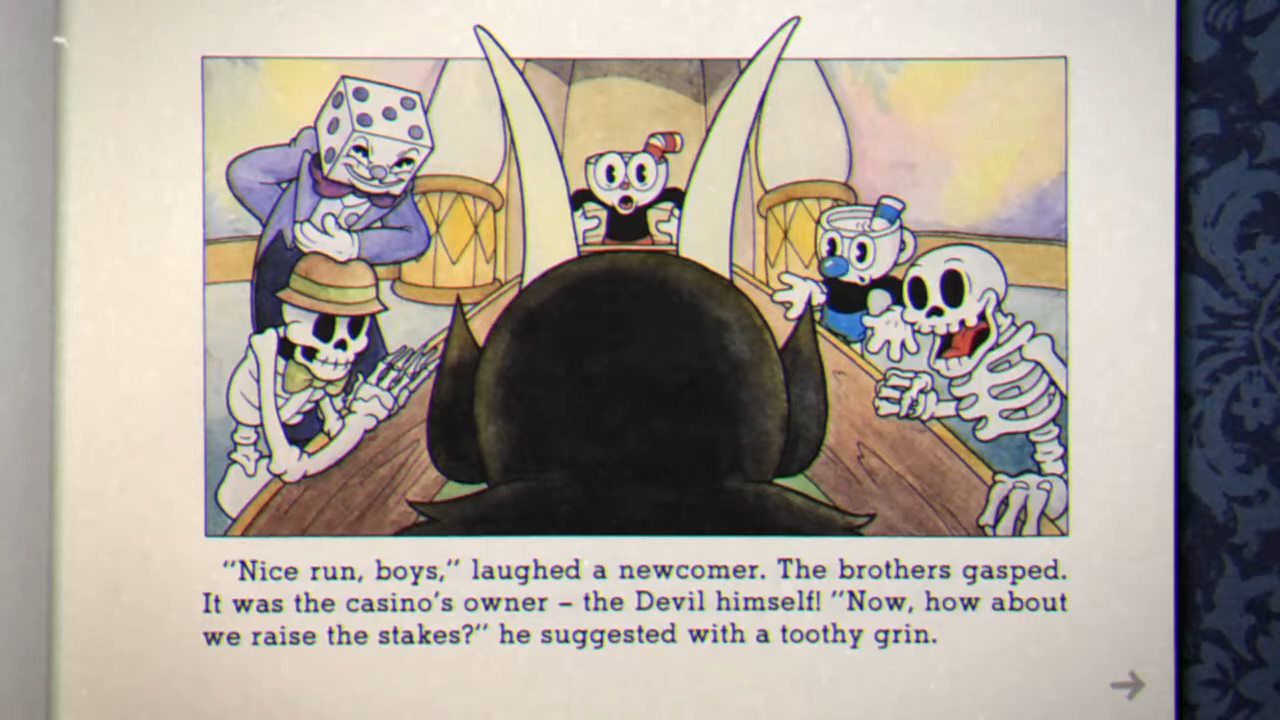 “Nice run, boys,” laughed a newcomer. The brothers gasped.
It was the casino’s owner – the Devil himself! “Now, how about
we raise the stakes?” he suggested with a toothy grin.